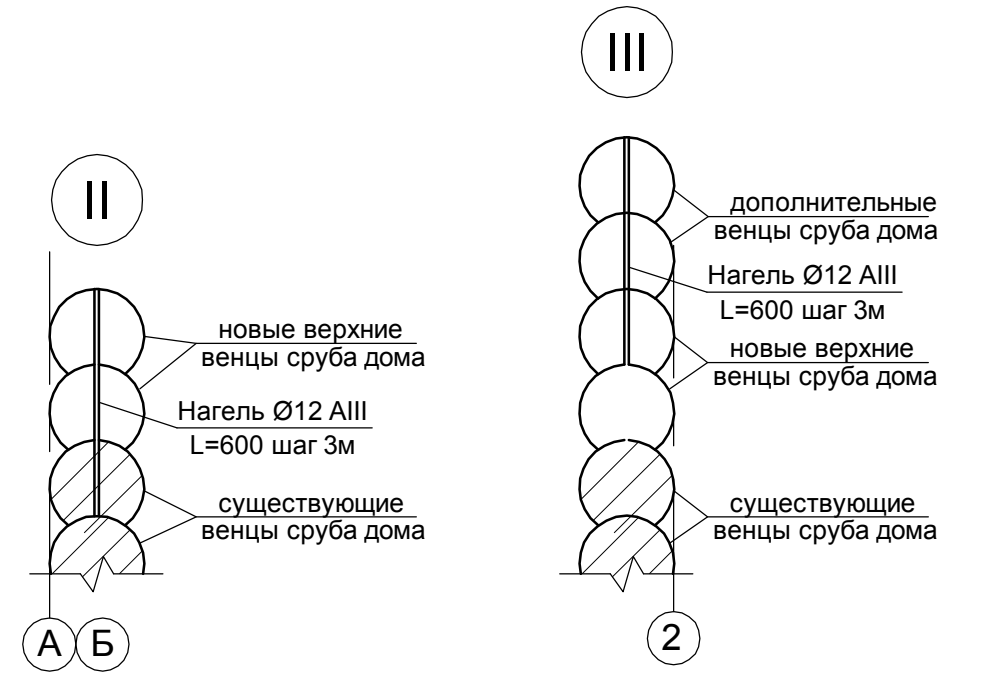 II
новые верхние
венцы сруба дома
Нагель Ø12 АIII
L=600 шаг 3м
существующие
венцы сруба дома
А Б
III
дополнительные
венцы сруба дома
Нагель Ø12 АIII
L=600 шаг 3м
новые верхние
венцы сруба дома
существующие
венцы сруба дома
2